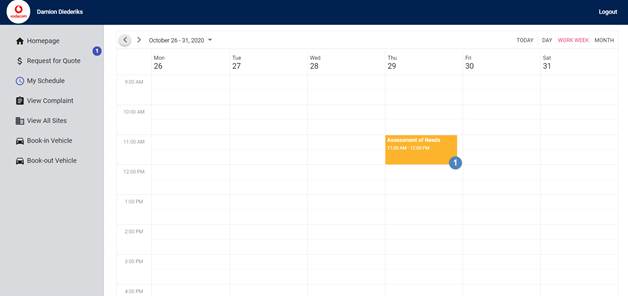 vodacom
Damion Diederiks
Logout
Homepage
1
Request for Quote
My Schedule
View Complaint
View All Sites
Book-in Vehicle
Book-out Vehicle
October 26 - 31, 2020
TODAY DAY WORK WEEK MONTH
Mon Tue Wed Thu Fri Sat
26 27 28 29 30 31
9:00 AM
10:00 AM
11:00 AM
Assessment of Needs
11:00 AM - 12:00 PM
1
12:00 PM
1:00 PM
2:00 PM
3:00 PM
4:00 PM